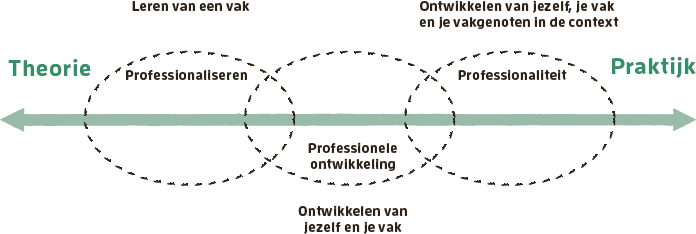 Leren van een vak
Ontwikkelen van jezelf, je vak
en je vakgenoten in de context
Theorie
Professionaliseren
Professionaliteit
Praktijk
Professionele
ontwikkeling
Ontwikkelen van
jezelf en je vak